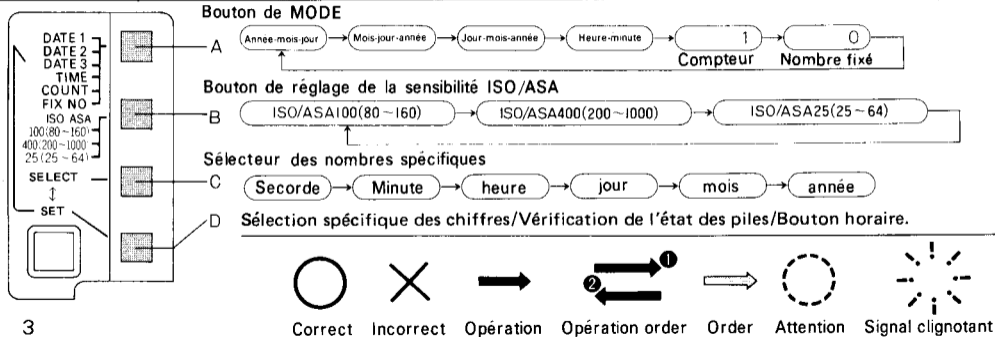 DATE 1
DATE 2
DATE 3
TIME
COUNT
FIX NO
ISO ASA
100(80~160)
400(200~1000)
25(25~64)
SELECT
↕
SET
Bouton de MODE
A Année-mois-jour → Mois-jour-année → Jour-mois-année → Heure-minute → 1 → 0
Compteur Nombre fixé
Bouton de réglage de la sensibilité ISO/ASA
B ISO/ASA100(80~160) → ISO/ASA400(200~1000) → ISO/ASA25(25~64)
Sélecteur des nombres spécifiques
C Secorde → Minute → heure → jour → mois → année
D Sélection spécifique des chiffres/Vérification de l'état des piles/Bouton horaire.
❶
❷
Correct Incorrect Opération Opération order Order Attention Signal clignotant
3